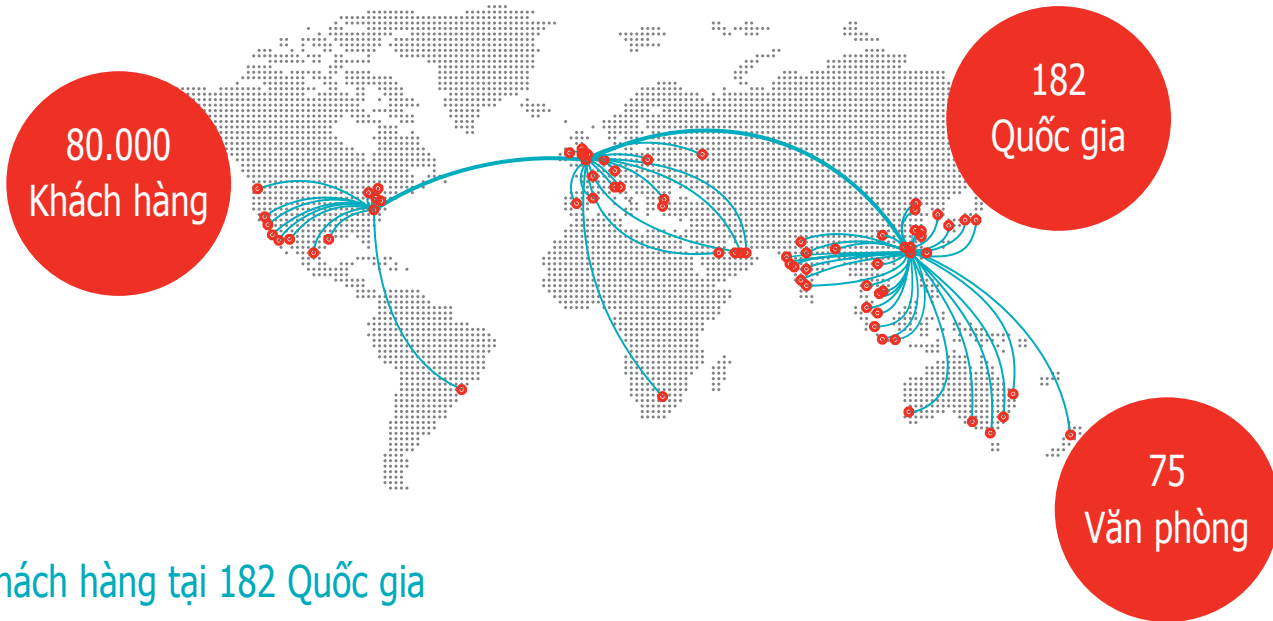 80.000
Khách hàng
182
Quốc gia
75
Văn phòng
hách hàng tại 182 Quốc gia